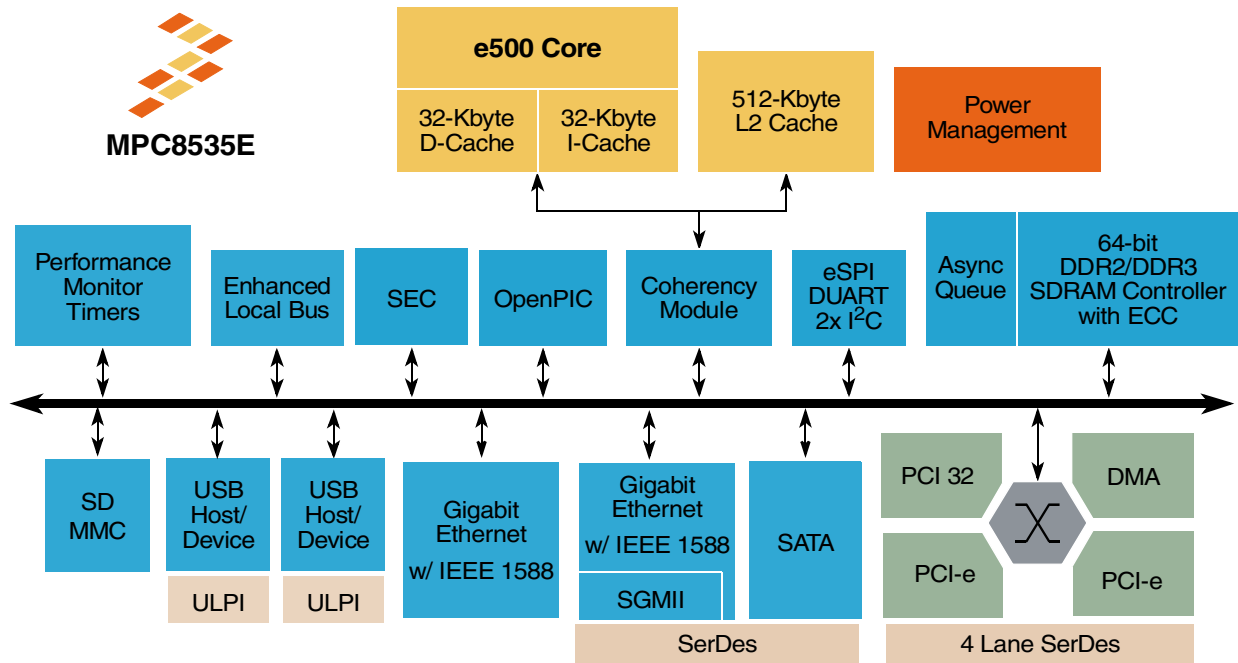 MPC8535E
e500 Core
32-Kbyte
D-Cache
32-Kbyte
I-Cache
512-Kbyte
L2 Cache
Power
Management
Performance
Monitor
Timers
Enhanced
Local Bus
SEC
OpenPIC
Coherency
Module
eSPI
DUART
2x I²C
Async
Queue
64-bit
DDR2/DDR3
SDRAM Controller
with ECC
SD
MMC
USB
Host/
Device
ULPI
USB
Host/
Device
ULPI
Gigabit
Ethernet
w/ IEEE 1588
Gigabit
Ethernet
w/ IEEE 1588
SGMII
SATA
SerDes
PCI 32
DMA
PCI-e
PCI-e
4 Lane SerDes